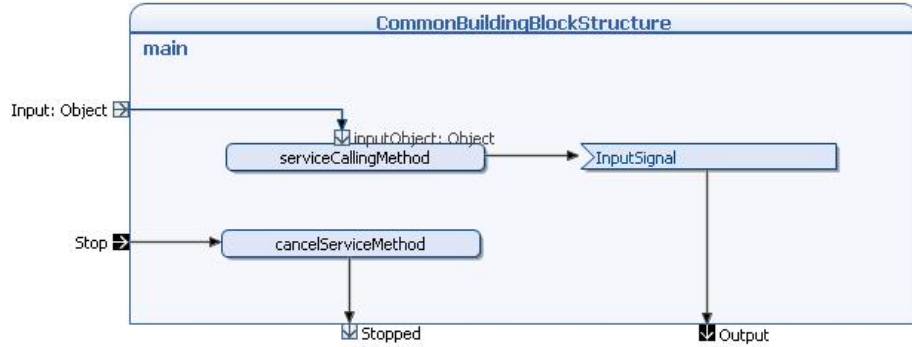 CommonBuildingBlockStructure
main
Input: Object
inputObject: Object
serviceCallingMethod
InputSignal
Stop
cancelServiceMethod
Stopped
Output